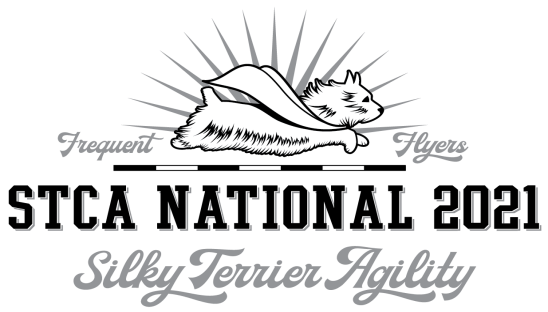 Frequent Flyers
STCA NATIONAL 2021
Silky Terrier Agility